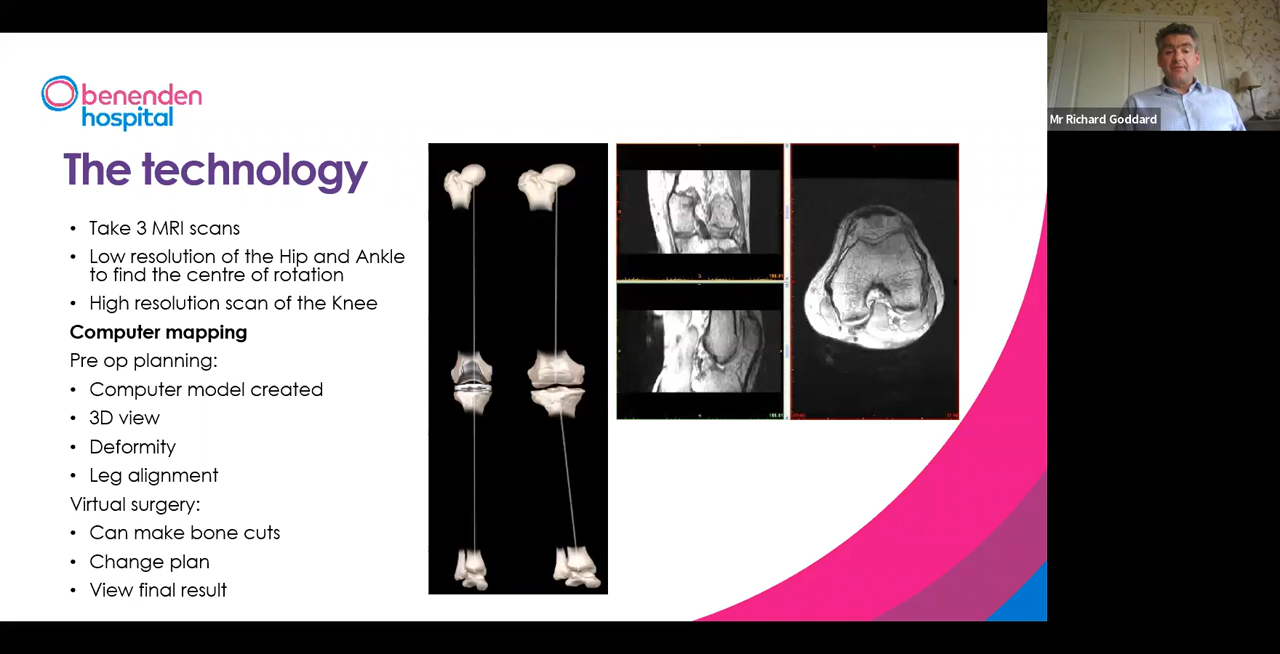 benenden
hospital
The technology
• Take 3 MRI scans
• Low resolution of the Hip and Ankle
to find the centre of rotation
• High resolution scan of the Knee
Computer mapping
Pre op planning:
• Computer model created
• 3D view
• Deformity
• Leg alignment
Virtual surgery:
• Can make bone cuts
• Change plan
• View final result
Mr Richard Goddard